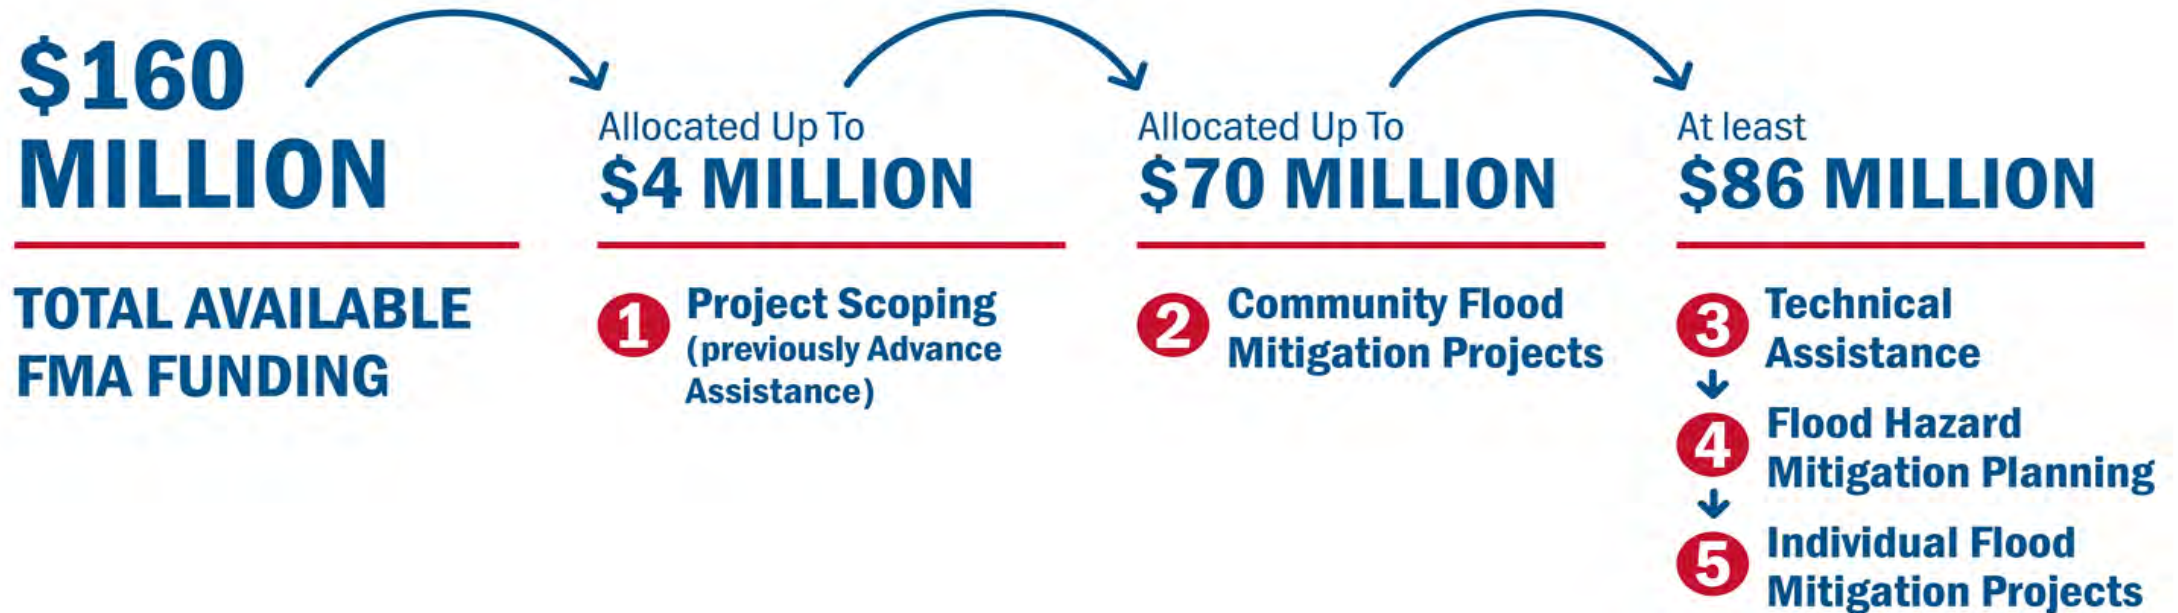 $160
MILLION
TOTAL AVAILABLE
FMA FUNDING
Allocated Up To
$4 MILLION
1 Project Scoping
(previously Advance
Assistance)
Allocated Up To
$70 MILLION
2 Community Flood
Mitigation Projects
At least
$86 MILLION
3 Technical
Assistance
4 Flood Hazard
Mitigation Planning
5 Individual Flood
Mitigation Projects